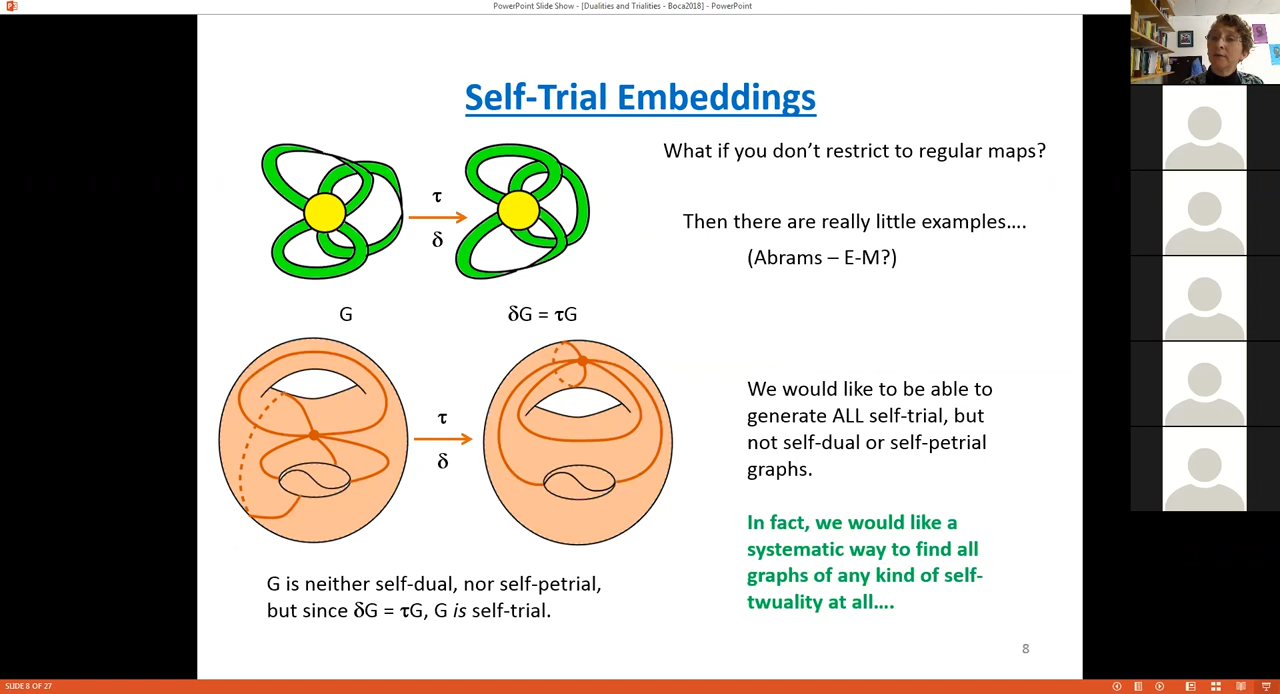 PowerPoint Slide Show - [Dualities and Trialities - Boca2018] - PowerPoint
Self-Trial Embeddings
What if you don't restrict to regular maps?
τ
δ
Then there are really little examples….
(Abrams – E-M?)
G
δG = τG
We would like to be able to
generate ALL self-trial, but
not self-dual or self-petrial
graphs.
τ
δ
In fact, we would like a
systematic way to find all
graphs of any kind of self-
twuality at all….
G is neither self-dual, nor self-petrial,
but since δG = τG, G is self-trial.
8
SLIDE 8 OF 27